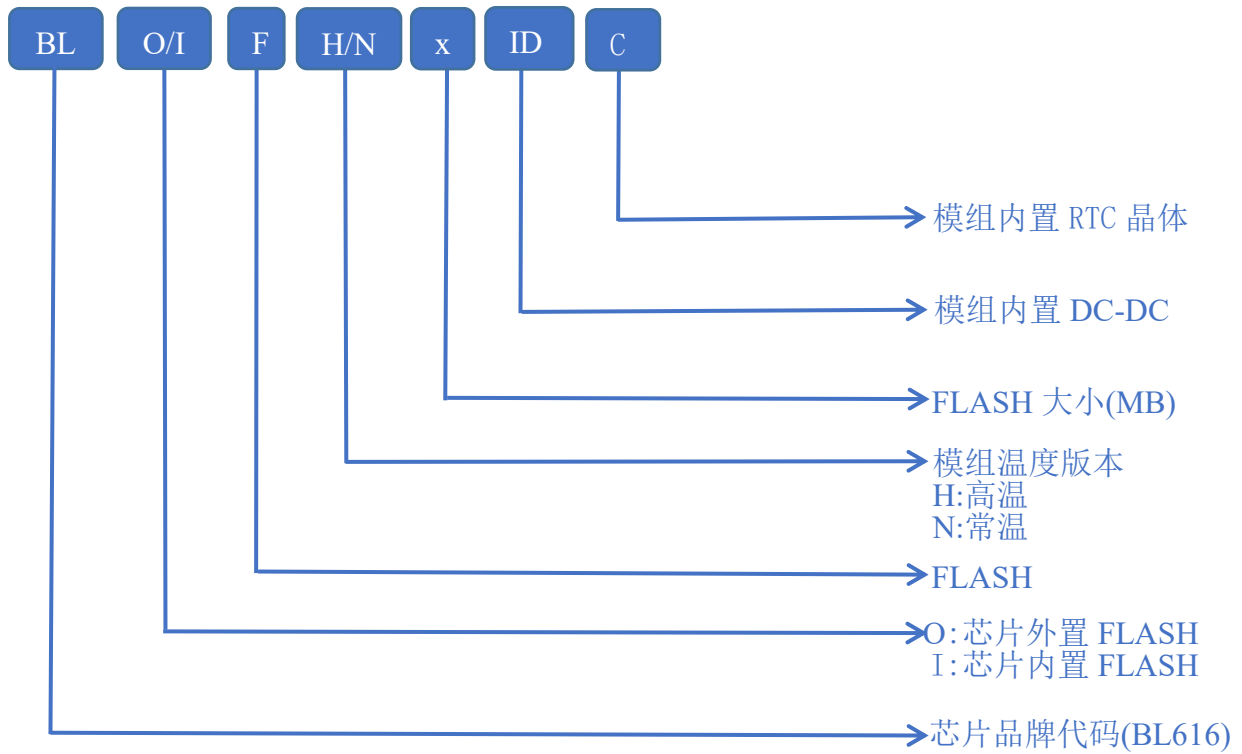 BL O/I F H/N x ID C
模组内置 RTC 晶体
模组内置 DC-DC
FLASH 大小(MB)
模组温度版本
H:高温
N:常温
FLASH
O:芯片外置 FLASH
I:芯片内置 FLASH
芯片品牌代码(BL616)